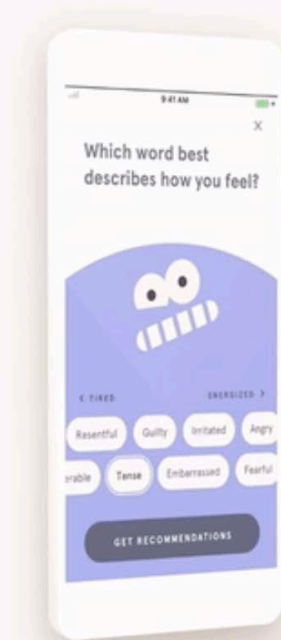 9:41 AM
X
Which word best
describes how you feel?
< TIRED ENERGIZED >
Resentful Guilty Irritated Angry
erable Tense Embarrassed Fearful
GET RECOMMENDATIONS